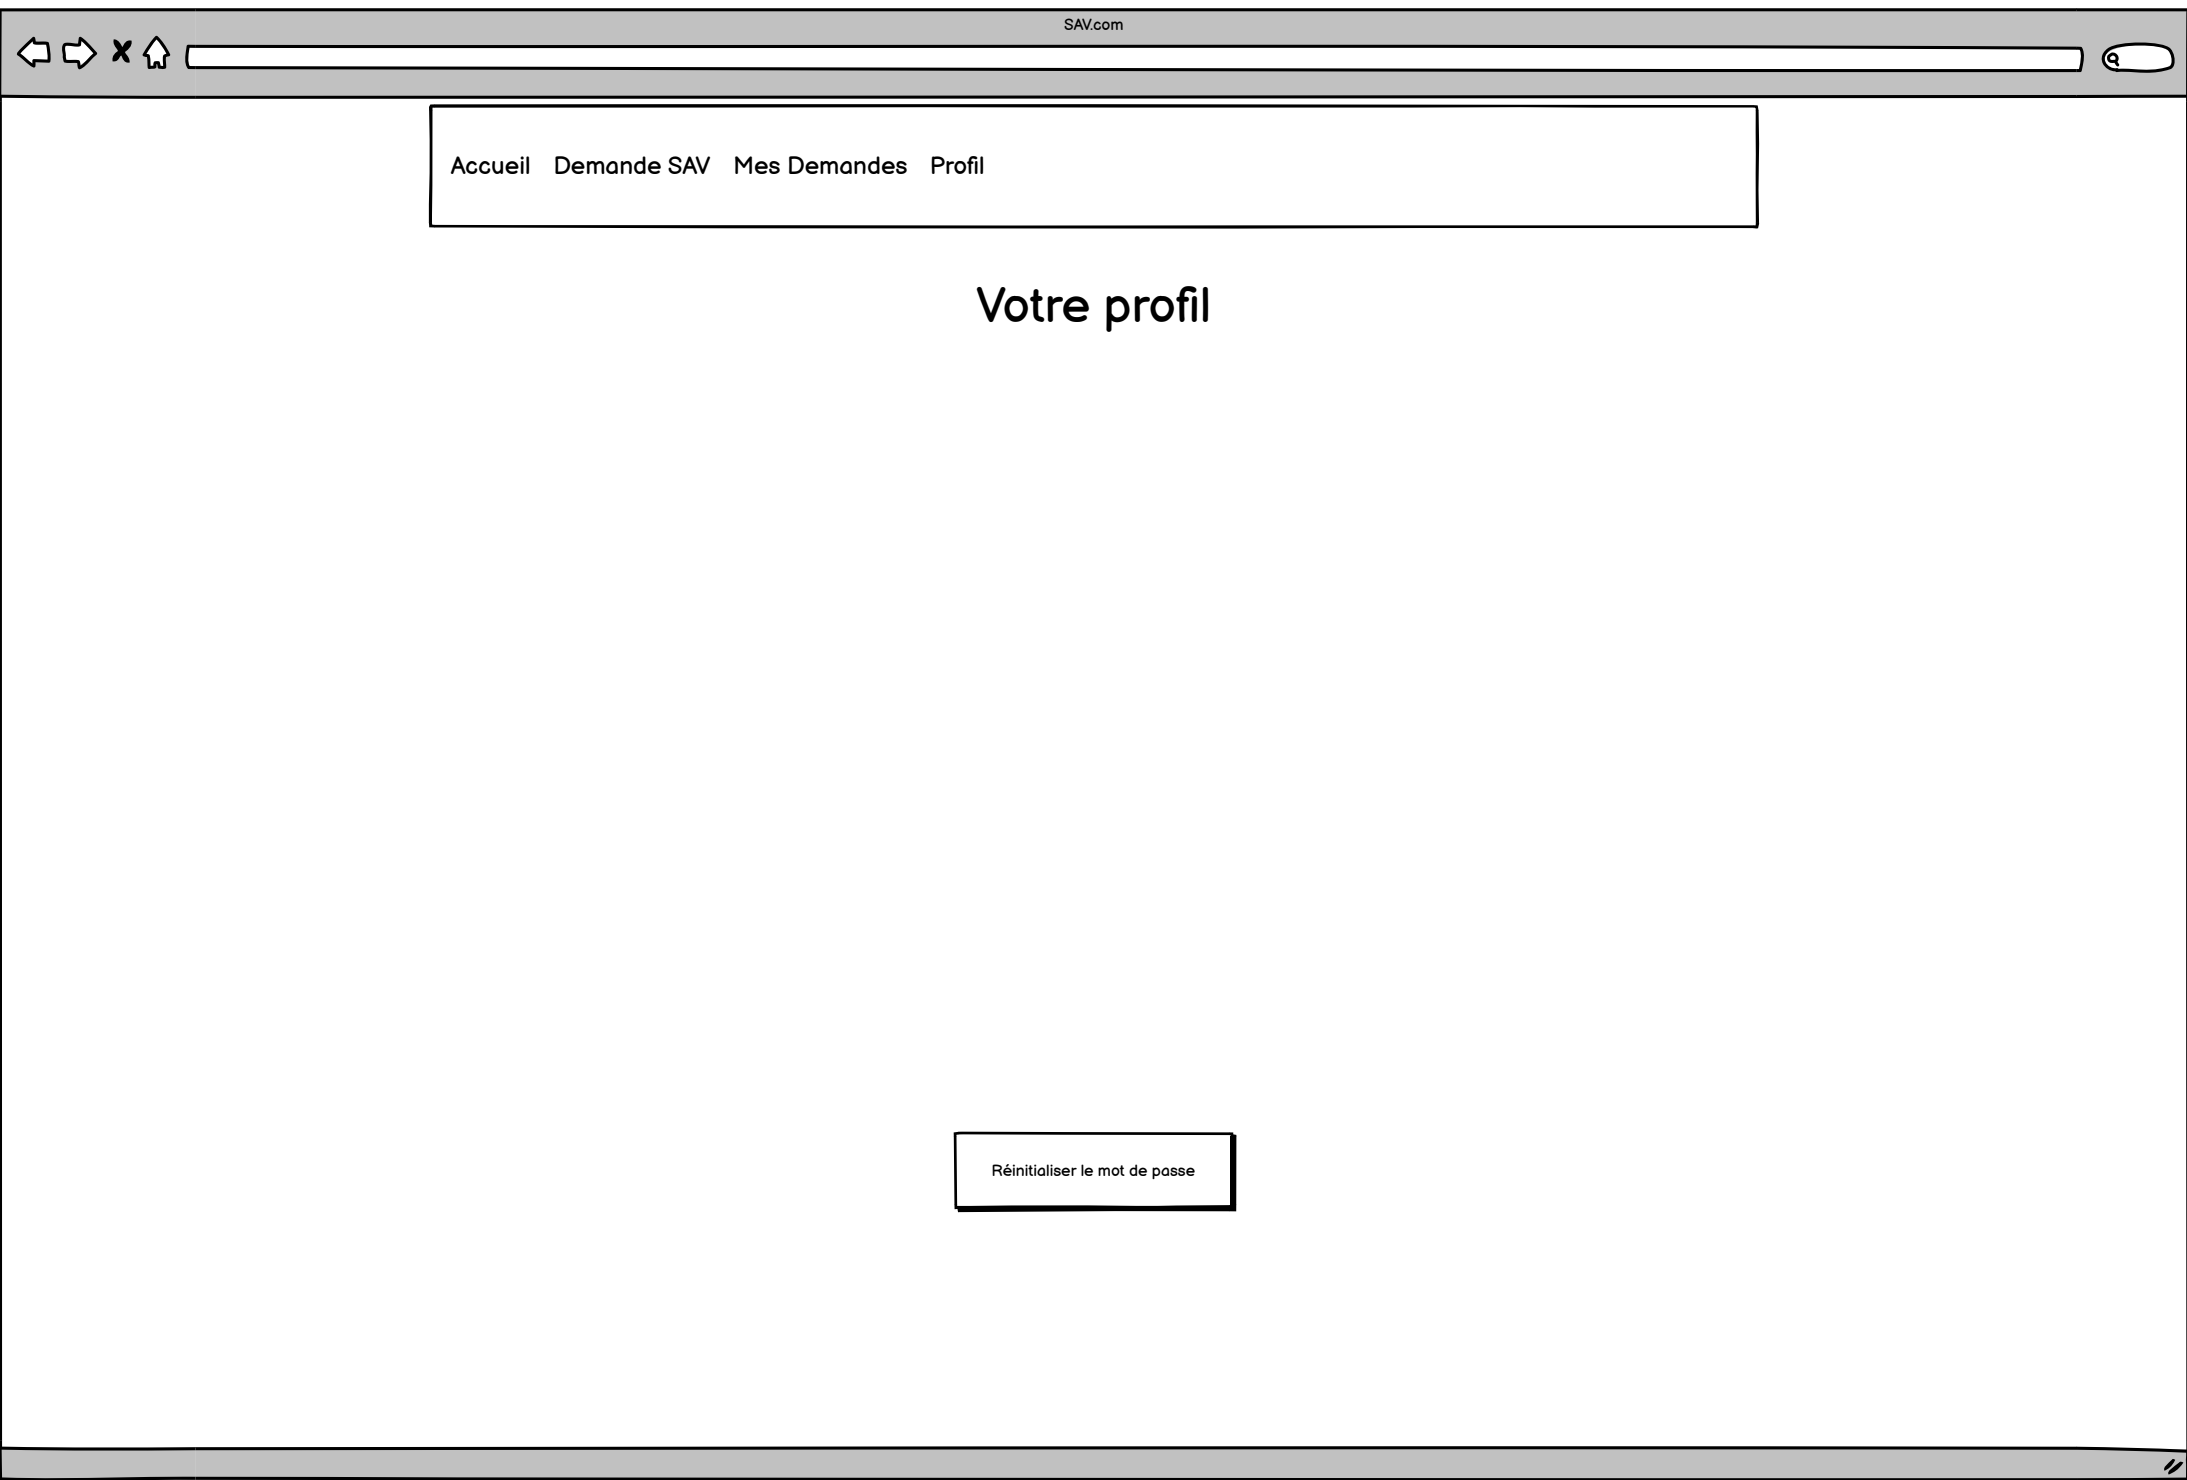 SAV.com
Accueil Demande SAV Mes Demandes Profil
Votre profil
Réinitialiser le mot de passe